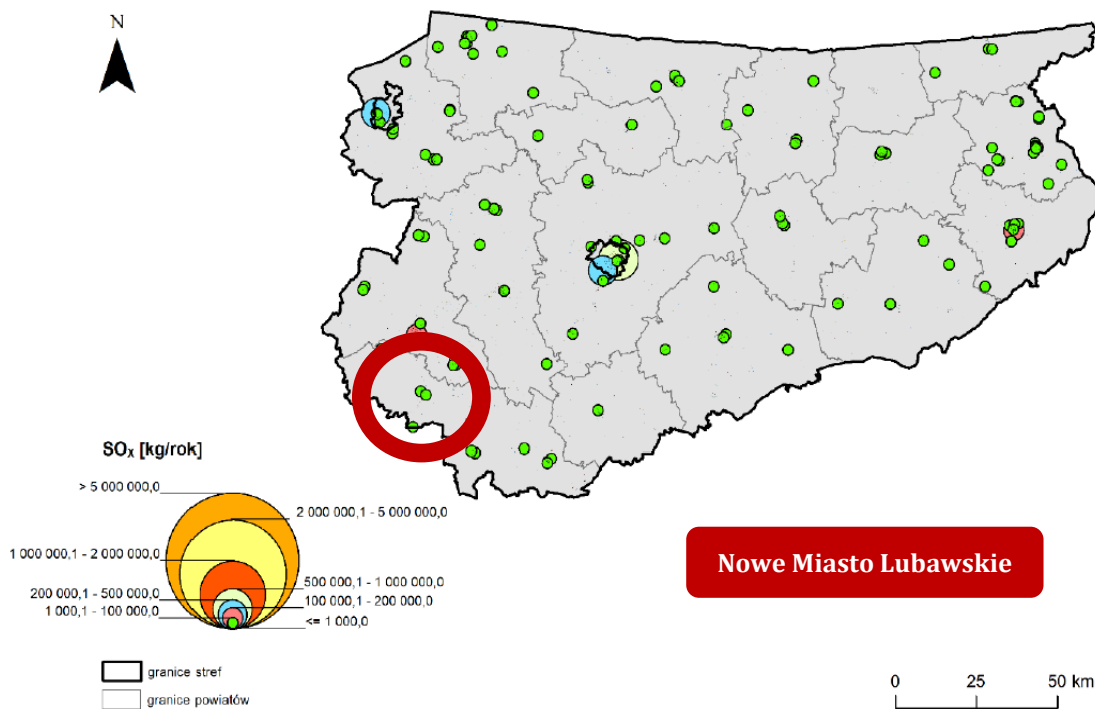 N
SOx [kg/rok]
> 5 000 000,0
2 000 000,1 - 5 000 000,0
1 000 000,1 - 2 000 000,0
500 000,1 - 1 000 000,0
200 000,1 - 500 000,0
100 000,1 - 200 000,0
1 000,1 - 100 000,0
<= 1 000,0
granice stref
granice powiatów
Nowe Miasto Lubawskie
0 25 50 km